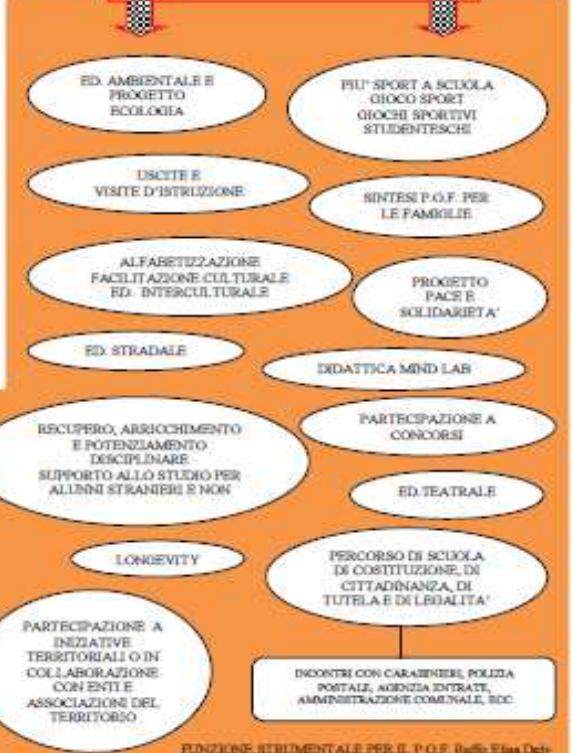 ED. AMBIENTALE E
PROGETTO
ECOLOGIA
PIU' SPORT A SCUOLA
GIOCO SPORT
GIOCHI SPORTIVI
STUDENTESCHI
USCITE E
VISITE D'ISTRUZIONE
SINTESI P.O.F. PER
LE FAMIGLIE
ALFABETIZZAZIONE
FACILITAZIONE CULTURALE
ED. INTERCULTURALE
PROGETTO
PACE E
SOLIDARIETA'
ED. STRADALE
DIDATTICA MIND LAB
RECUPERO, ARRICCHIMENTO
E POTENZIAMENTO
DISCIPLINARE
SUPPORTO ALLO STUDIO PER
ALUNNI STRANIERI E NON
PARTECIPAZIONE A
CONCORSI
ED.TEATRALE
LONGEVITY
PERCORSO DI SCUOLA
DI COSTITUZIONE, DI
CITTADINANZA, DI
TUTELA E DI LEGALITA'
PARTECIPAZIONE A
INIZIATIVE
TERRITORIALI O IN
COLLABORAZIONE
CON ENTI E
ASSOCIAZIONI DEL
TERRITORIO
INCONTRI CON CARABINIERI, POLIZIA
POSTALE, AGENZIA ENTRATE,
AMMINISTRAZIONE COMUNALE, ECC
FUNZIONE STRUMENTALE PER IL P.O.F.